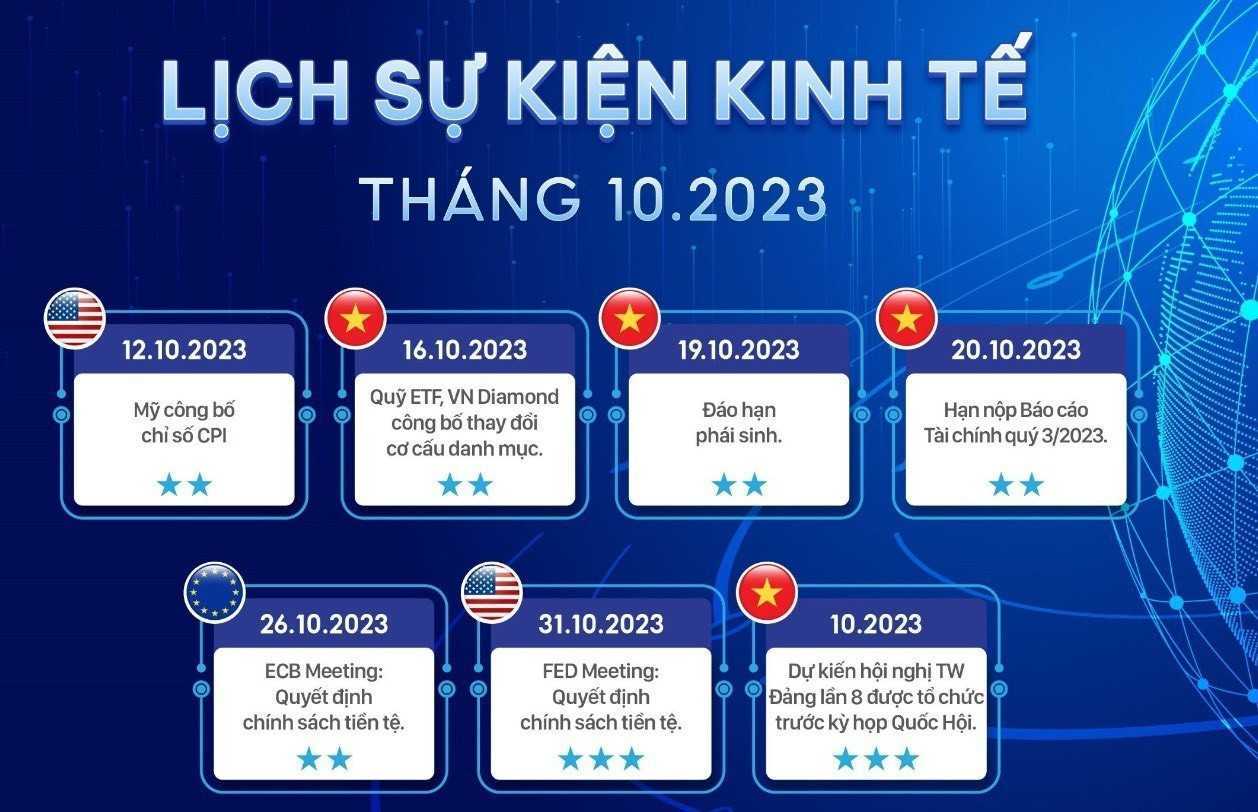 LỊCH SỰ KIỆN KINH TẾ
THÁNG 10.2023
12.10.2023
Mỹ công bố
chỉ số CPI
16.10.2023
Quỹ ETF, VN Diamond
công bố thay đổi
cơ cấu danh mục.
19.10.2023
Đáo hạn
phái sinh.
20.10.2023
Hạn nộp Báo cáo
Tài chính quý 3/2023.
26.10.2023
ECB Meeting:
Quyết định
chính sách tiền tệ.
31.10.2023
FED Meeting:
Quyết định
chính sách tiền tệ.
10.2023
Dự kiến hội nghị TW
Đảng lần 8 được tổ chức
trước kỳ họp Quốc Hội.